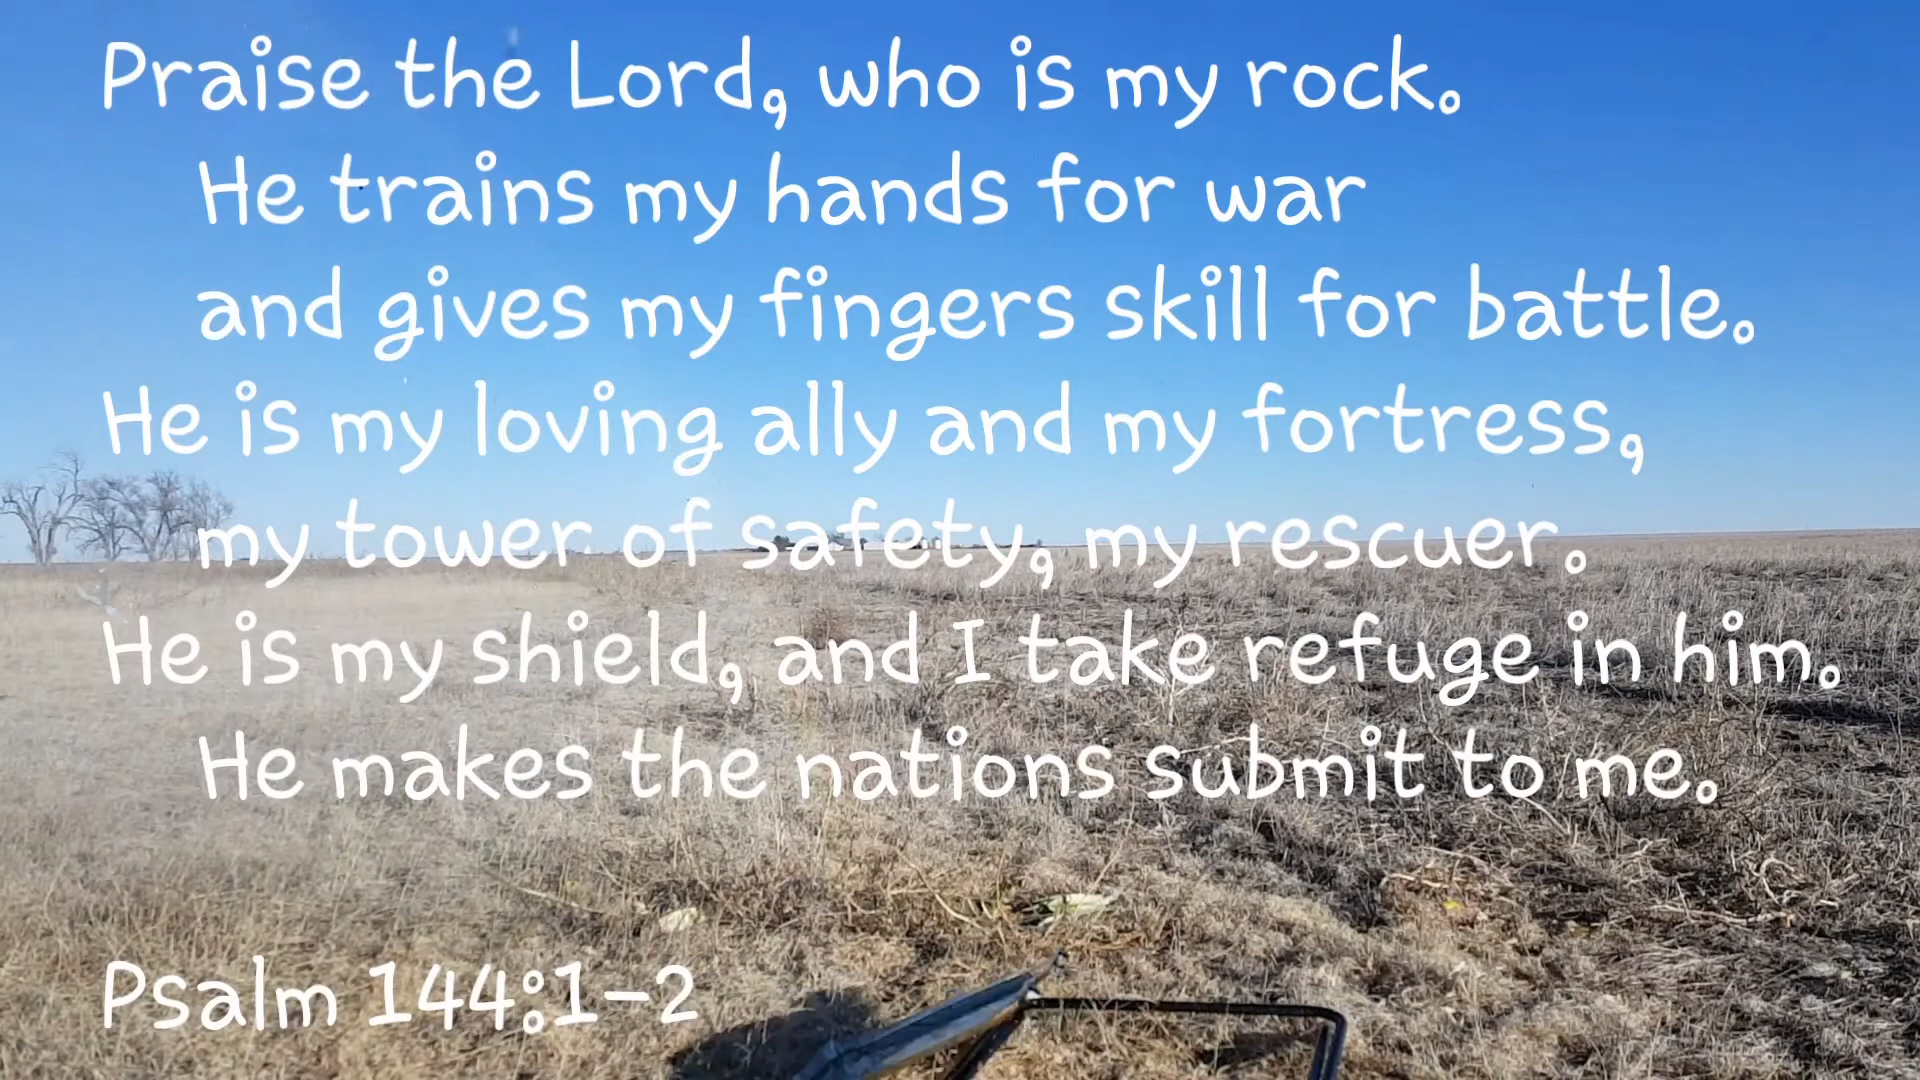 Praise the Lord, who is my rock.
He trains my hands for war
and gives my fingers skill for battle.
He is my loving ally and my fortress,
my tower of safety, my rescuer.
He is my shield, and I take refuge in him.
He makes the nations submit to me.
Psalm 144:1-2